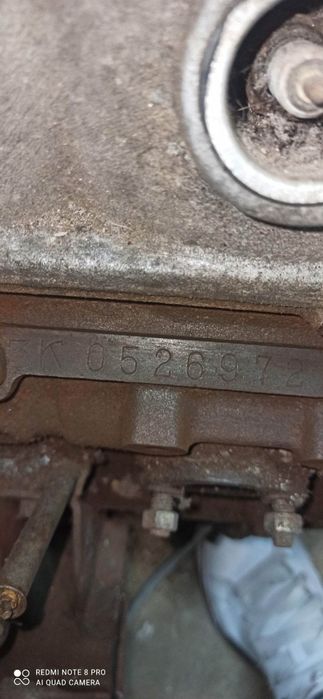 K 0526972
REDMI NOTE 8 PRO
AI QUAD CAMERA